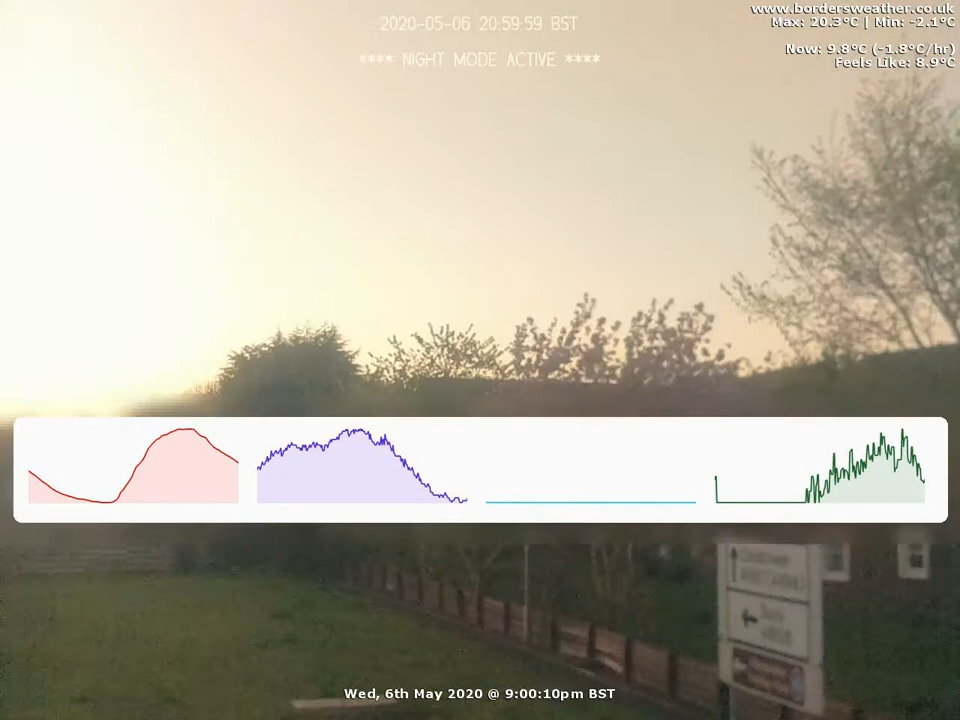 2020-05-06 20:59:59 BST
**** NIGHT MODE ACTIVE ****
www.bordersweather.co.uk
Max: 20.3°C | Min: -2.1°C
Now: 9.8°C (-1.8°C/hr)
Feels Like: 8.9°C
Wed, 6th May 2020 @ 9:00:10pm BST